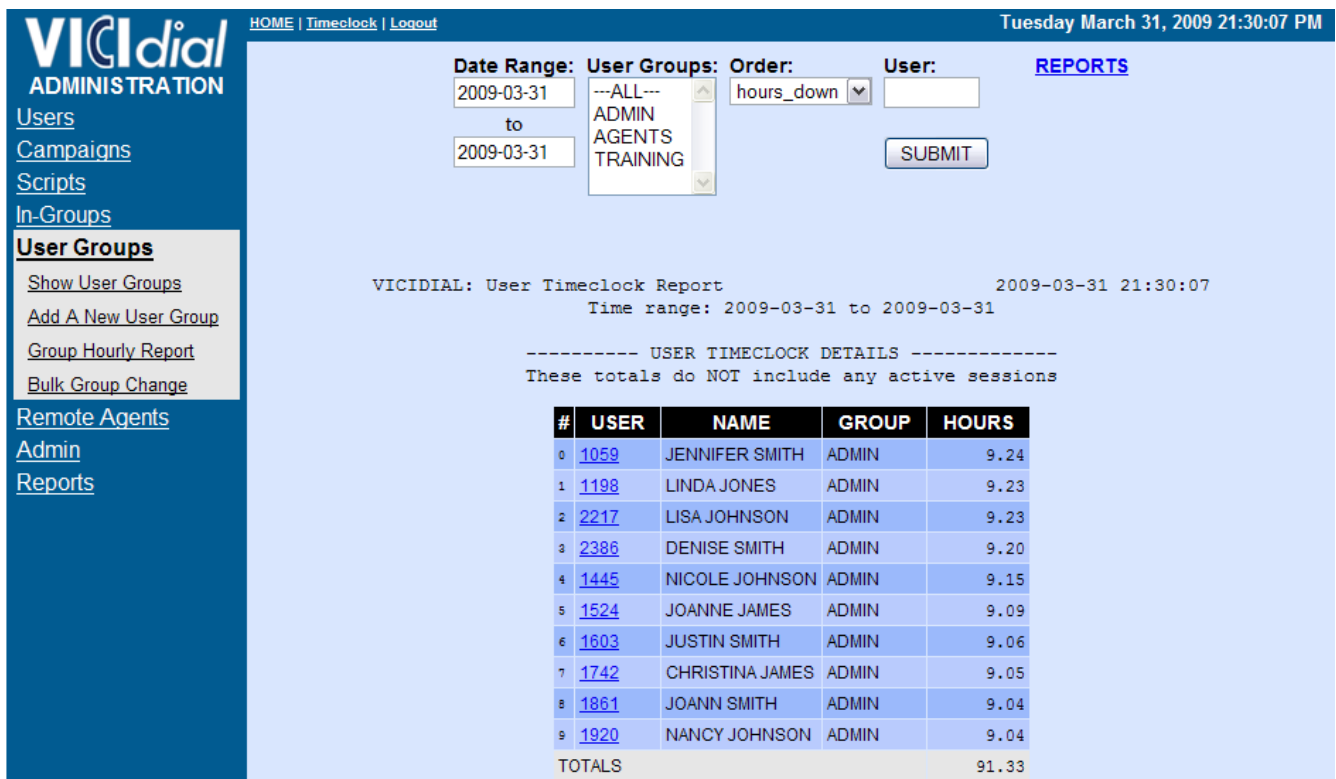 VICIdial
ADMINISTRATION
Users
Campaigns
Scripts
In-Groups
User Groups
Show User Groups
Add A New User Group
Group Hourly Report
Bulk Group Change
Remote Agents
Admin
Reports
HOME | Timeclock | Logout
Tuesday March 31, 2009 21:30:07 PM
Date Range: User Groups: Order: User: REPORTS
2009-03-31
to
2009-03-31
---ALL---
ADMIN
AGENTS
TRAINING
hours_down
SUBMIT
VICIDIAL: User Timeclock Report 2009-03-31 21:30:07
Time range: 2009-03-31 to 2009-03-31
---------- USER TIMECLOCK DETAILS -------------
These totals do NOT include any active sessions
# USER NAME GROUP HOURS
0 1059 JENNIFER SMITH ADMIN 9.24
1 1198 LINDA JONES ADMIN 9.23
2 2217 LISA JOHNSON ADMIN 9.23
3 2386 DENISE SMITH ADMIN 9.20
4 1445 NICOLE JOHNSON ADMIN 9.15
5 1524 JOANNE JAMES ADMIN 9.09
6 1603 JUSTIN SMITH ADMIN 9.06
7 1742 CHRISTINA JAMES ADMIN 9.05
8 1861 JOANN SMITH ADMIN 9.04
9 1920 NANCY JOHNSON ADMIN 9.04
TOTALS 91.33